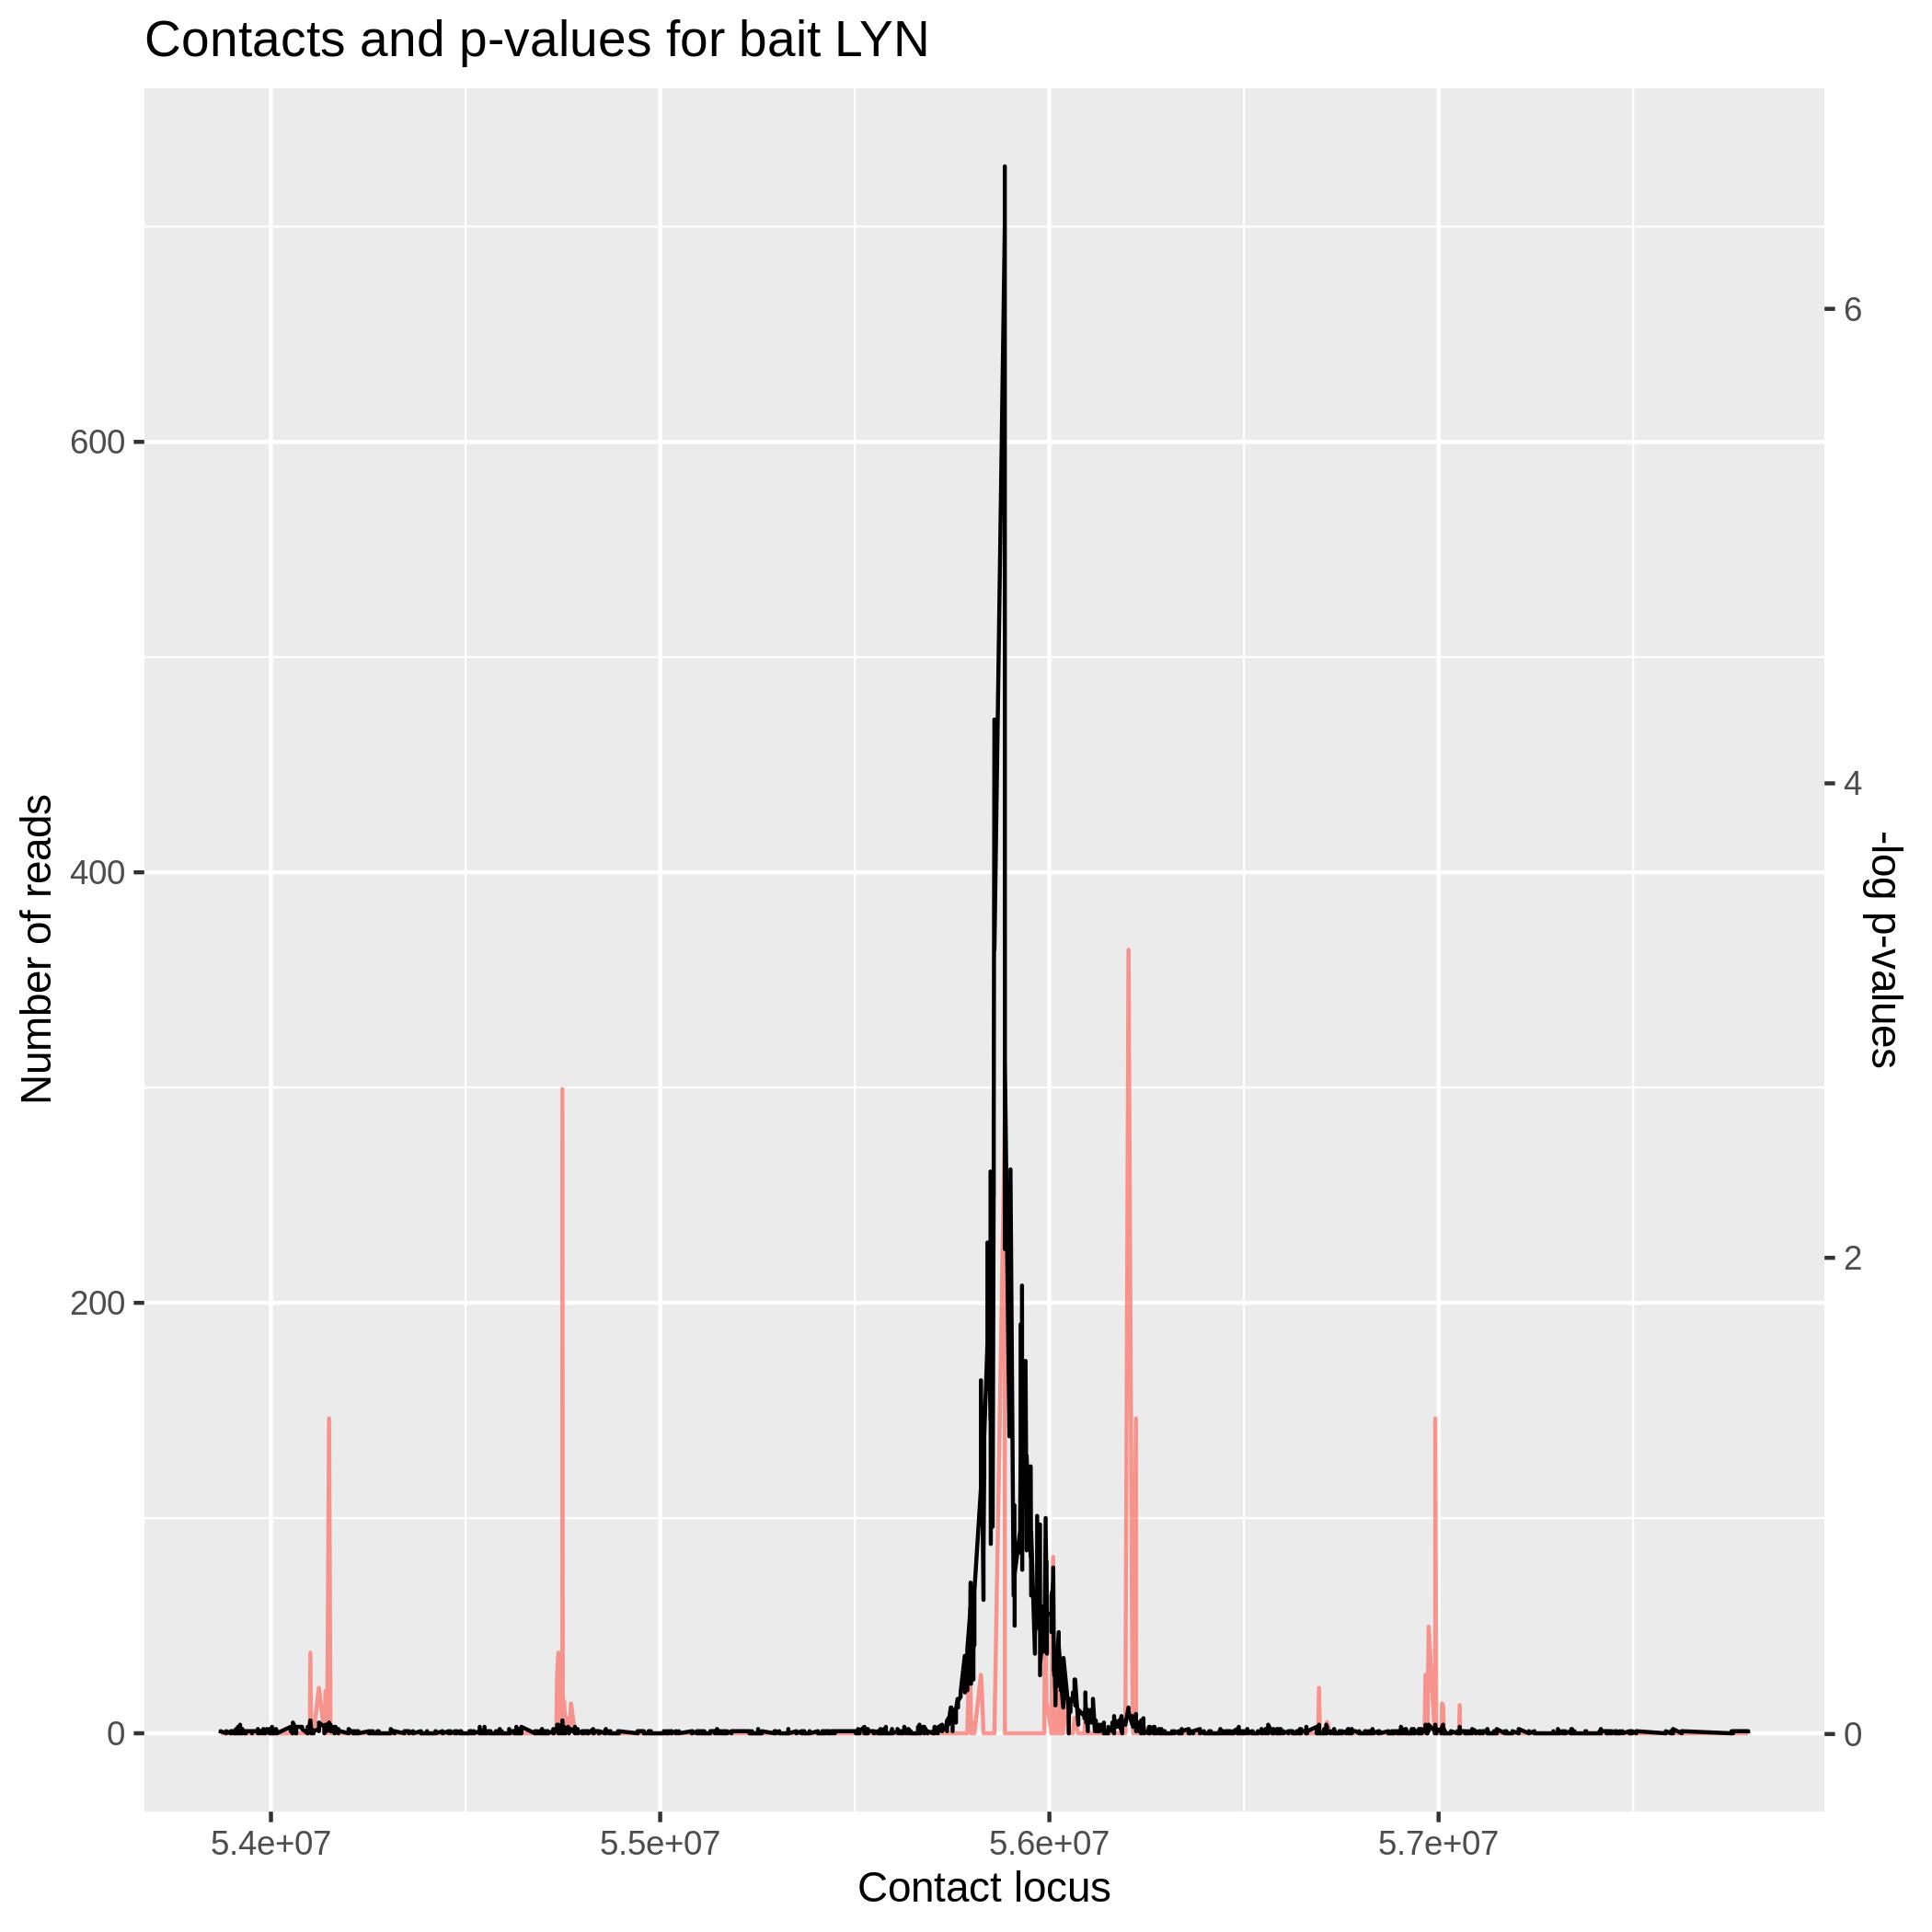 Contacts and p-values for bait LYN
Number of reads
600
400
200
0
6
4
2
0
-log p-values
5.4e+07
5.5e+07
5.6e+07
5.7e+07
Contact locus